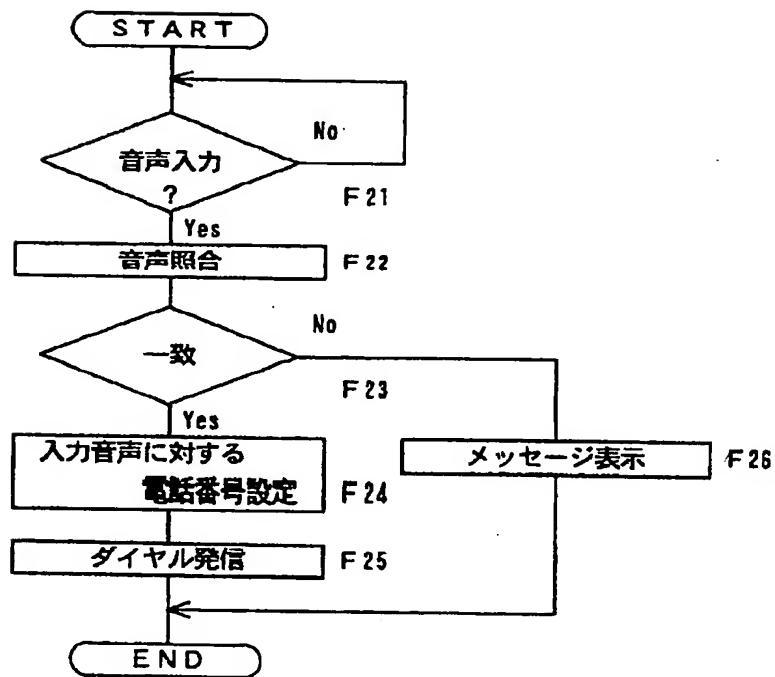 START
No
音声入力
?
F21
Yes
音声照合
F22
No
一致
F23
Yes
入力音声に対する
電話番号設定
F24
メッセージ表示
F26
ダイヤル発信
F25
END